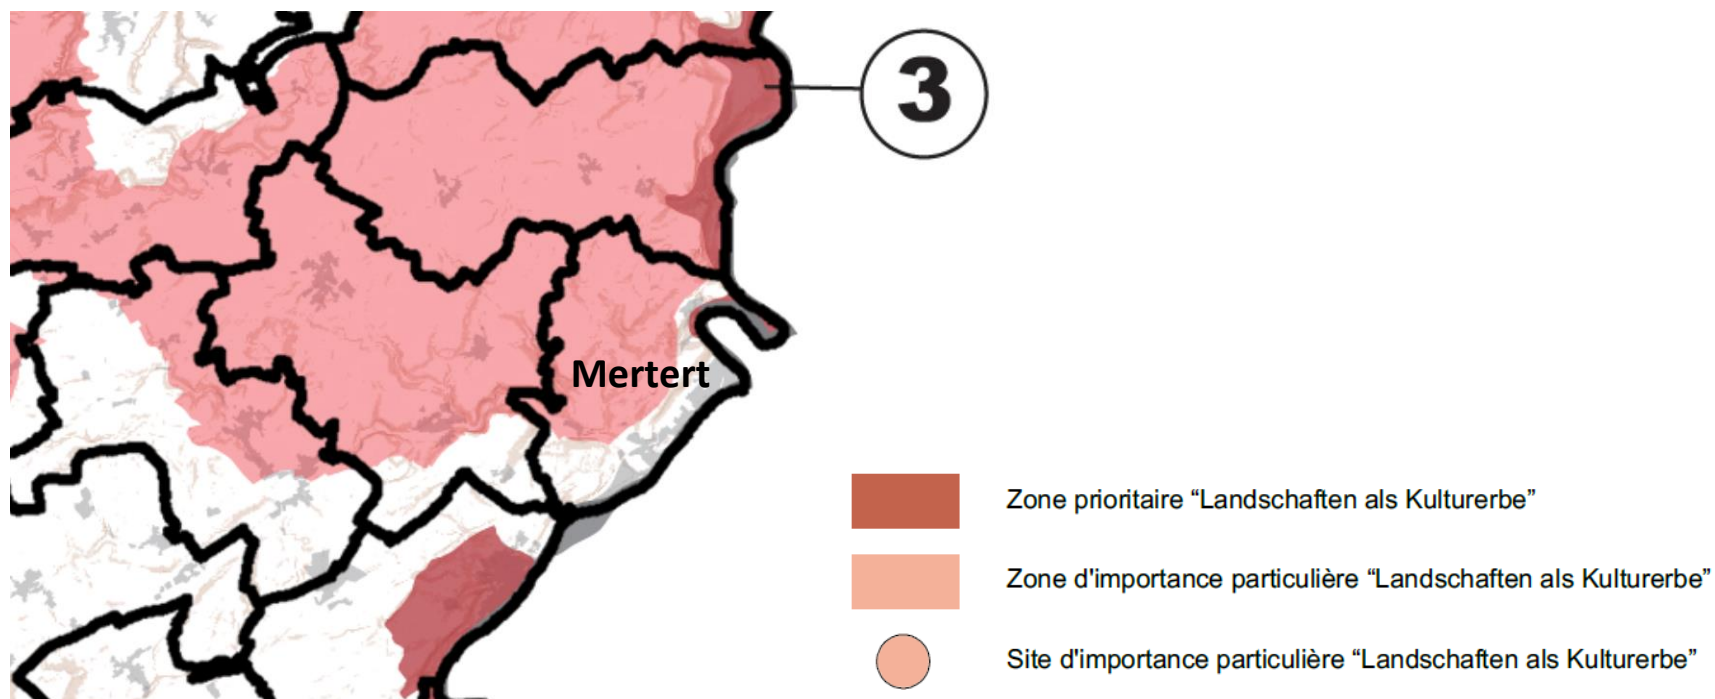 3
Mertert
Zone prioritaire “Landschaften als Kulturerbe”
Zone d'importance particulière “Landschaften als Kulturerbe”
Site d'importance particulière “Landschaften als Kulturerbe”